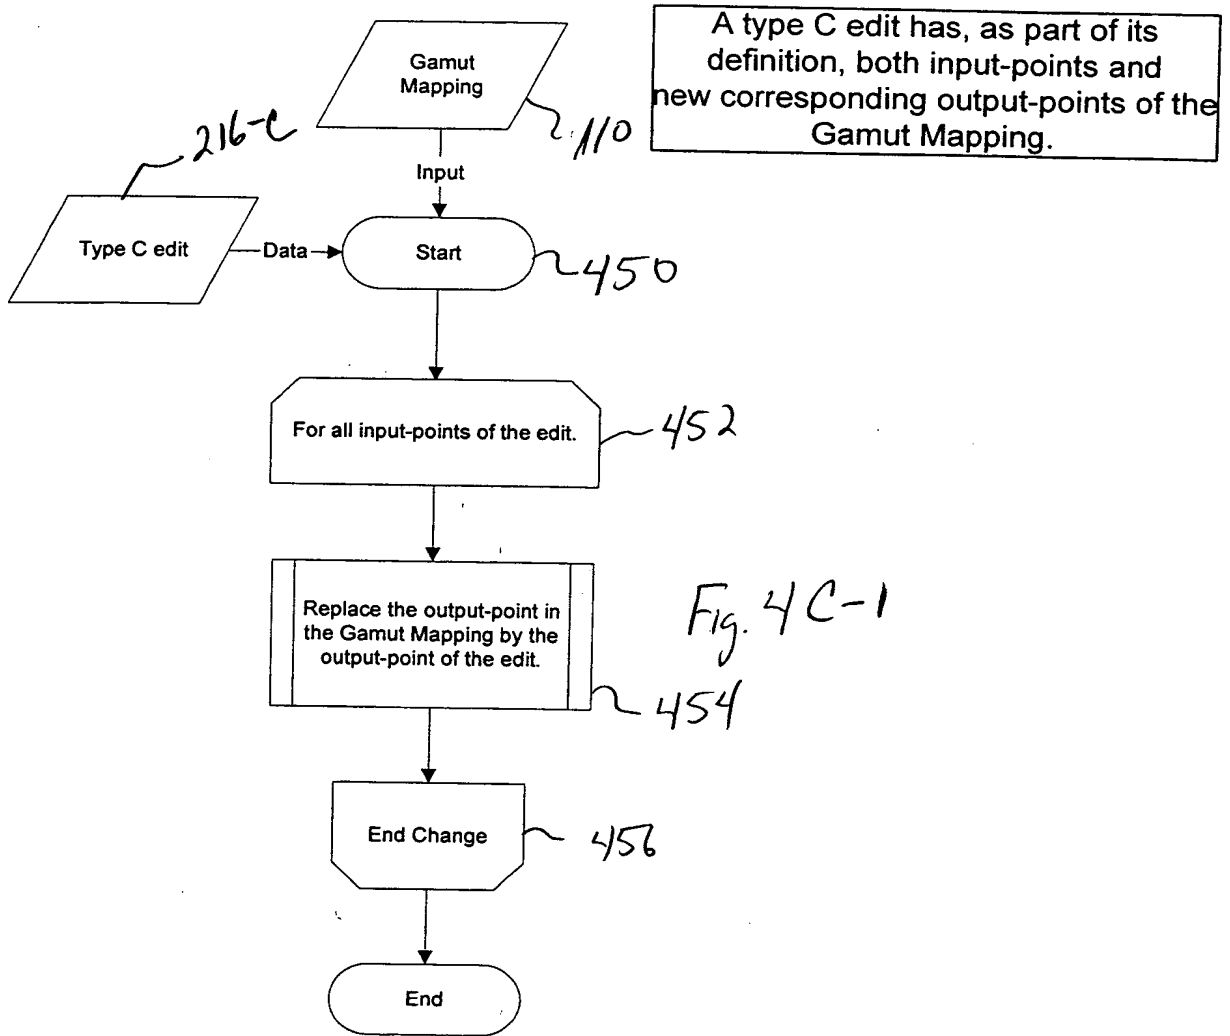 A type C edit has, as part of its
definition, both input-points and
new corresponding output-points of the
Gamut Mapping.
Gamut
Mapping
110
216-C
Input
Type C edit
Data
Start
450
For all input-points of the edit.
452
Replace the output-point in
the Gamut Mapping by the
output-point of the edit.
454
Fig. 4C-1
End Change
456
End